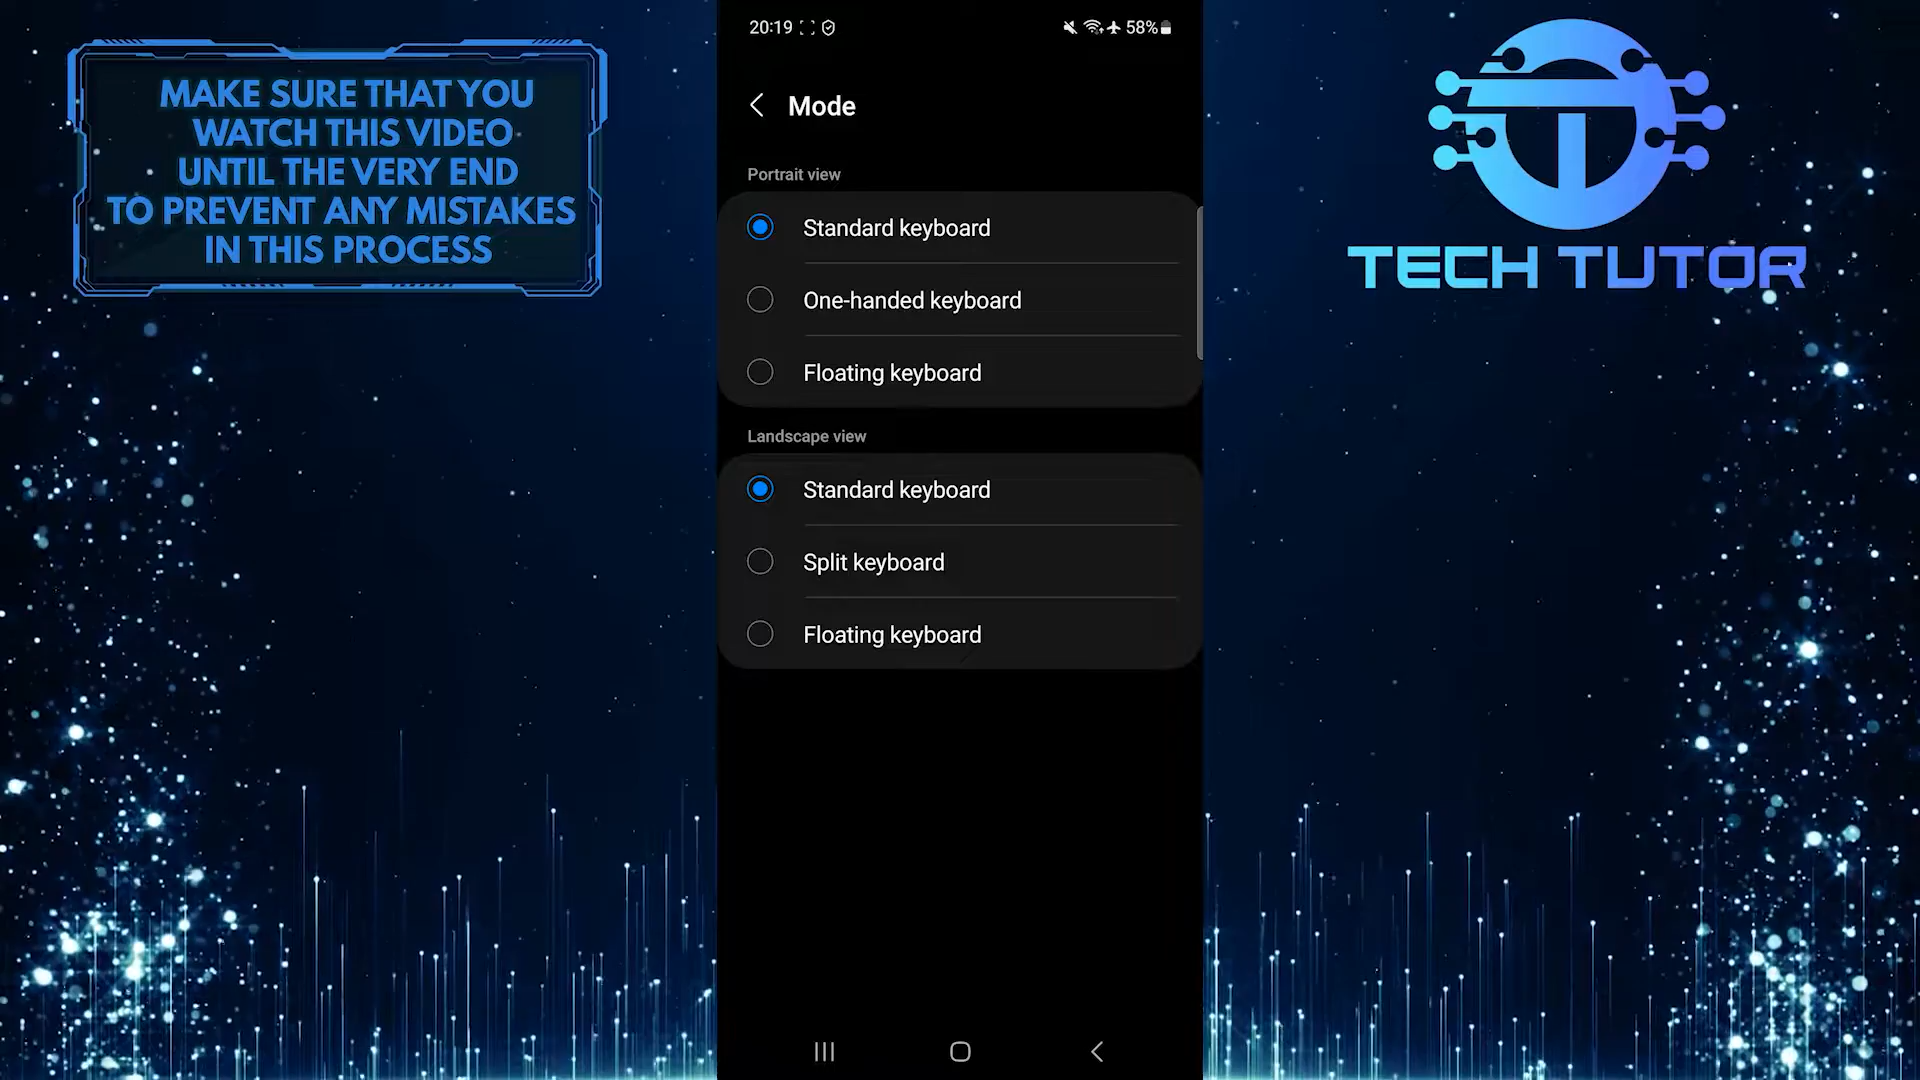 MAKE SURE THAT YOU
WATCH THIS VIDEO
UNTIL THE VERY END
TO PREVENT ANY MISTAKES
IN THIS PROCESS
20:19
58%
Mode
Portrait view
Standard keyboard
One-handed keyboard
Floating keyboard
Landscape view
Standard keyboard
Split keyboard
Floating keyboard
TECH TUTOR